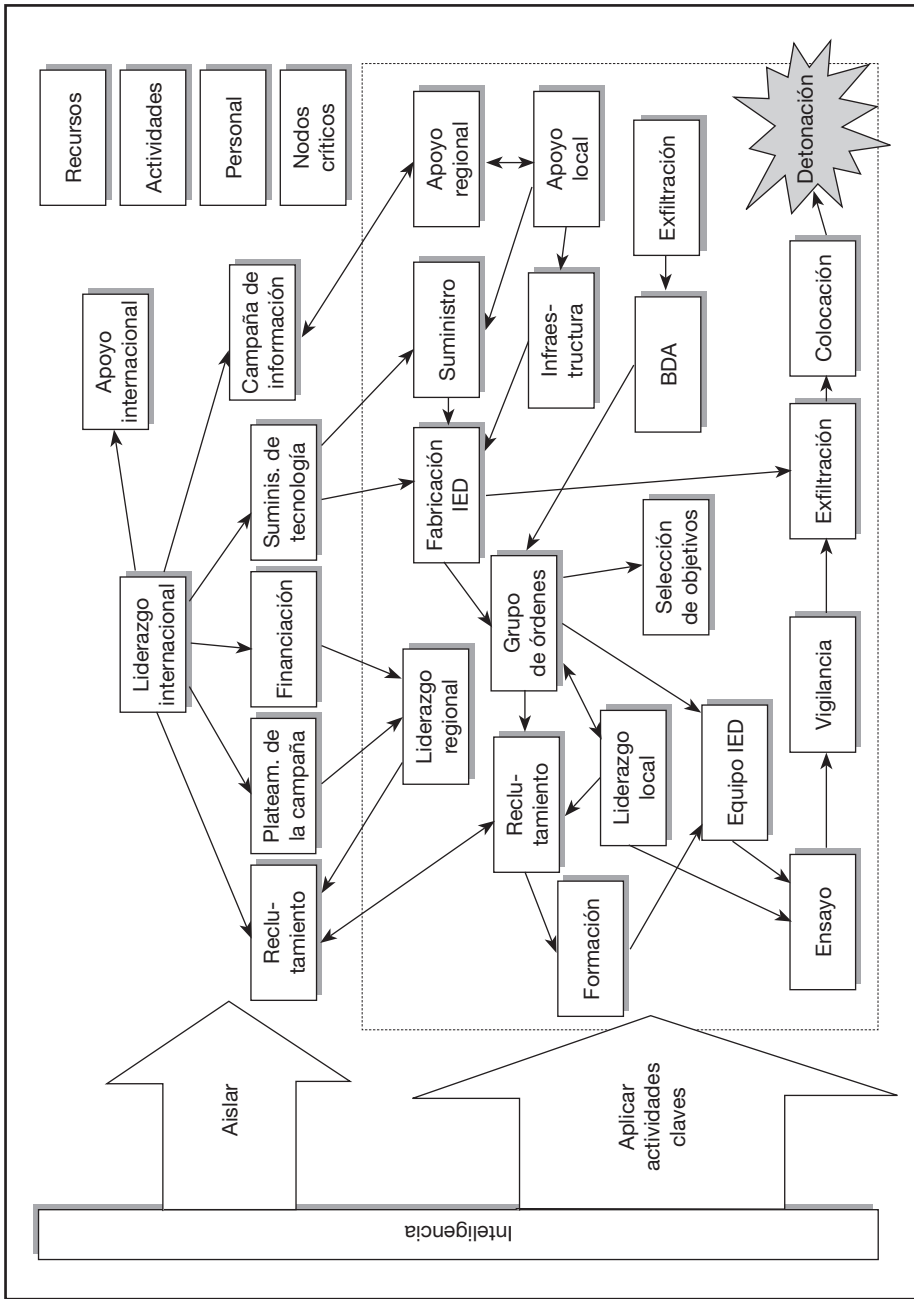 Recursos
Actividades
Personal
Nodos
críticos
Apoyo
internacional
Liderazgo
internacional
Campaña de
información
Suminis. de
tecnología
Financiación
Plateam. de
la campaña
Reclu-
tamiento
Liderazgo
regional
Aislar
Inteligencia
Aplicar
actividades
claves
Apoyo
regional
Apoyo
local
Suministro
Infraes-
tructura
Fabricación
IED
Exfiltración
BDA
Grupo
de órdenes
Selección
de objetivos
Reclu-
tamiento
Liderazgo
local
Formación
Equipo IED
Ensayo
Vigilancia
Exfiltración
Colocación
Detonación